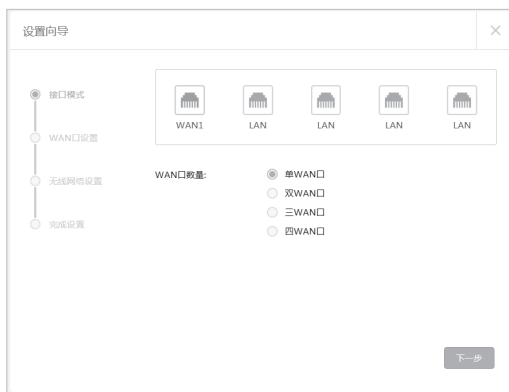 设置向导
接口模式
WAN口设置
无线网络设置
完成设置
WAN1 LAN LAN LAN LAN
WAN口数量: 单WAN口
双WAN口
三WAN口
四WAN口
下一步